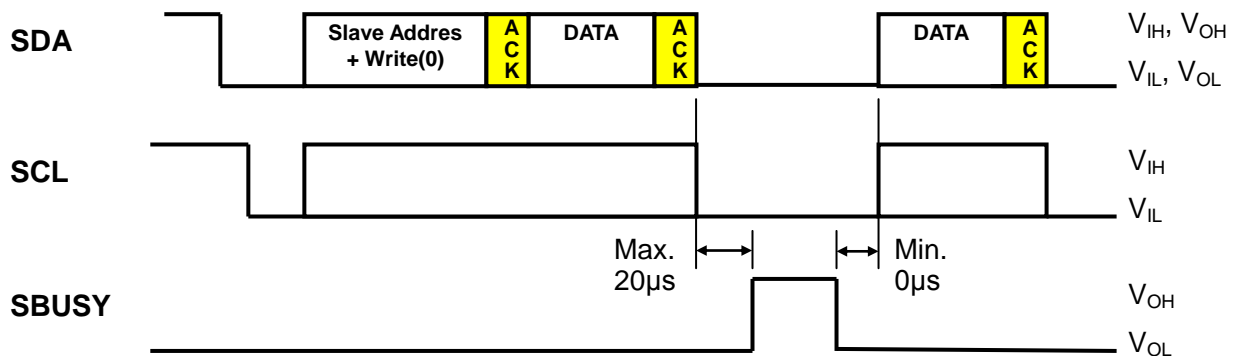 SDA
Slave Addres
+ Write(0)
A
C
K
DATA
A
C
K
DATA
A
C
K
VIH, VOH
VIL, VOL
SCL
VIH
VIL
Max.
20µs
Min.
0µs
SBUSY
VOH
VOL